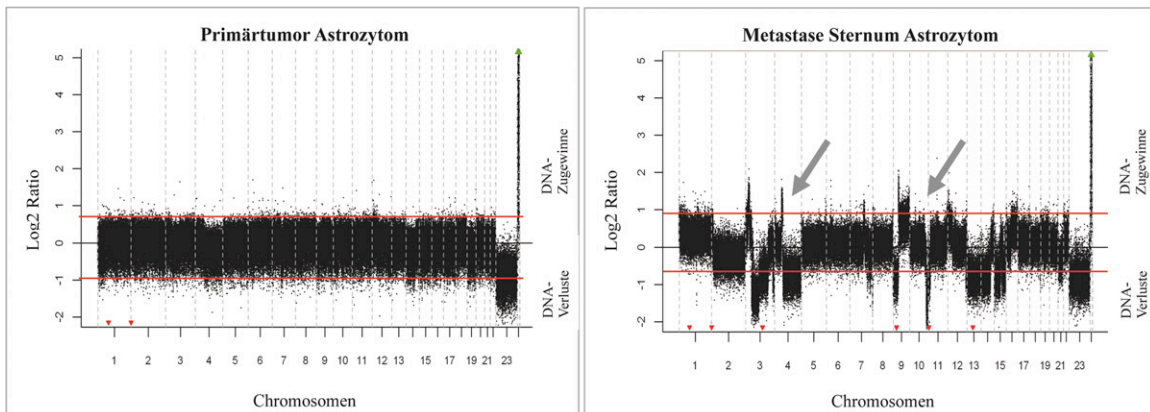 Primärtumor Astrozytom
5
4
3
2
1
0
-1
-2
Log2 Ratio
DNA-
Zugewinne
DNA-
Verluste
1 2 3 4 5 6 7 8 9 10 11 12 13 15 17 19 21 23
Chromosomen
Metastase Sternum Astrozytom
5
4
3
2
1
0
-1
-2
Log2 Ratio
DNA-
Zugewinne
DNA-
Verluste
1 2 3 4 5 6 7 8 9 10 11 12 13 15 17 19 21 23
Chromosomen